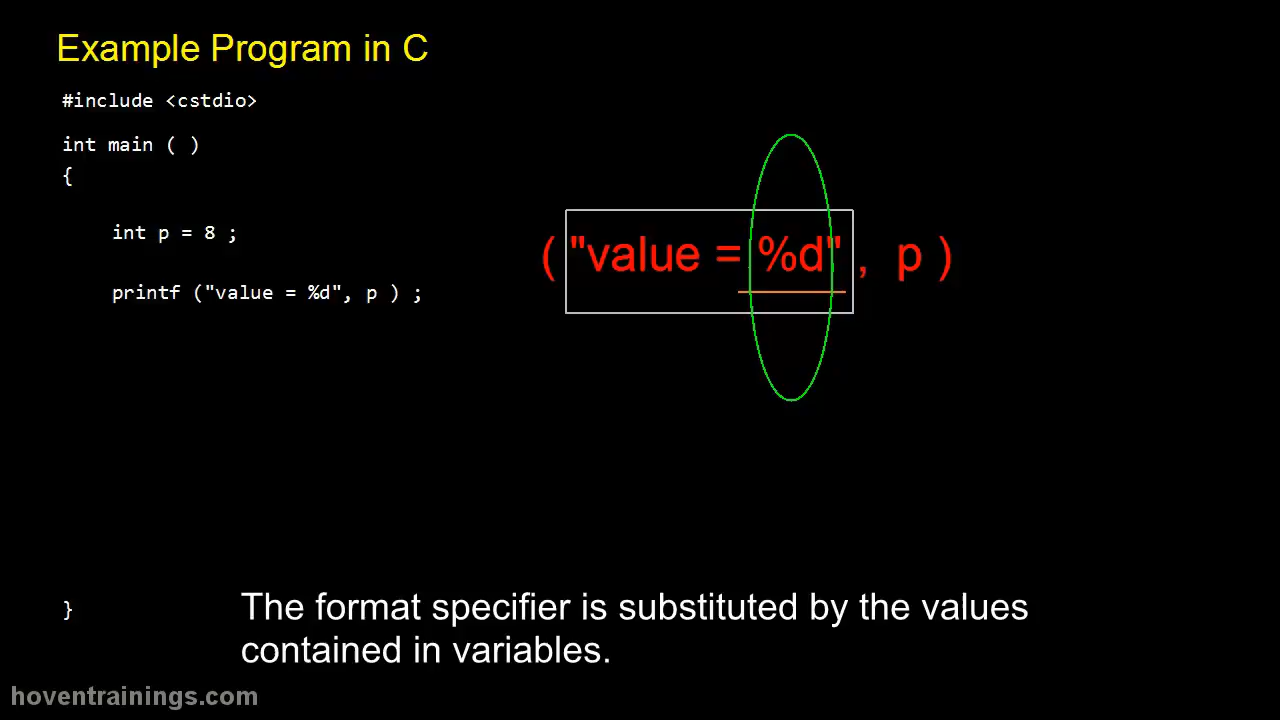 Example Program in C
#include <cstdio>
int main ( )
{
int p = 8 ;
printf ("value = %d", p ) ;
( "value = %d" , p )
}
The format specifier is substituted by the values
contained in variables.
hoventrainings.com